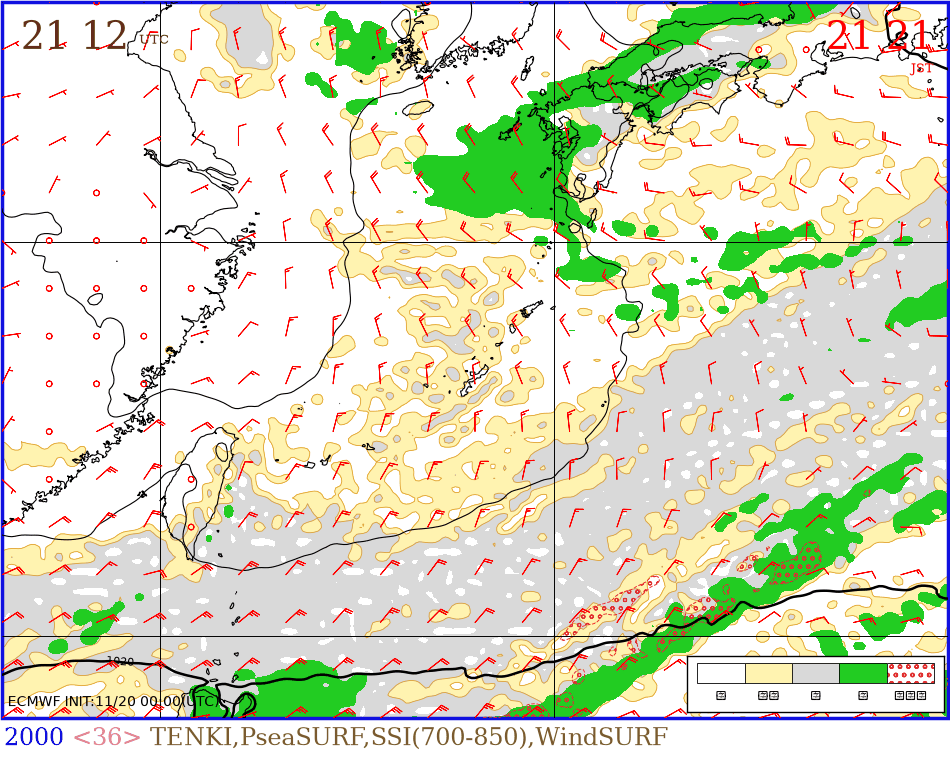 21 12 UTC
21 21
JST
1020
ECMWF INIT:11/20 00:00(UTC)
2000 <36> TENKI,PseaSURF,SSI(700-850),WindSURF